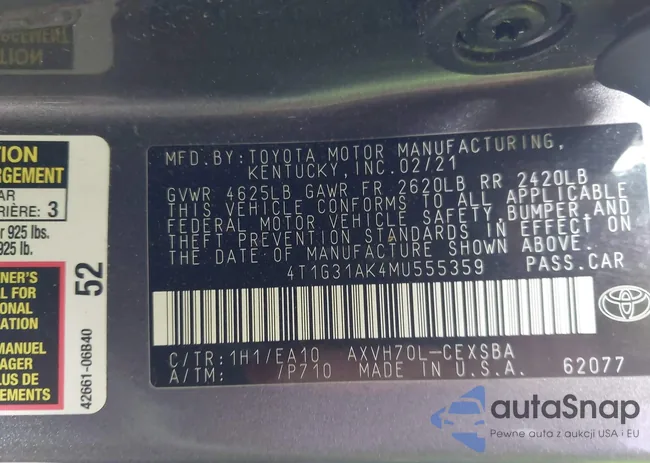 TION
RGEMENT
AR
RIÈRE: 3
r 925 lbs.
925 lb.
NER'S
L FOR
TIONAL
ATION
MANUEL
AGER
LUS DE
NTS
42661-06B40
52
MFD.BY: TOYOTA MOTOR MANUFACTURING,
KENTUCKY, INC. 02/21
GVWR 4625LB GAWR FR 2620LB RR 2420LB
THIS VEHICLE CONFORMS TO ALL APPLICABLE
FEDERAL MOTOR VEHICLE SAFETY, BUMPER, AND
THEFT PREVENTION STANDARDS IN EFFECT ON
THE DATE OF MANUFACTURE SHOWN ABOVE.
4T1G31AK4MU555359 PASS.CAR
C/TR: 1H1/EA10 AXVH70L-CEXSBA
A/TM: /P710 MADE IN U.S.A. 62077
autaSnap
Pewne auta z aukcji USA i EU